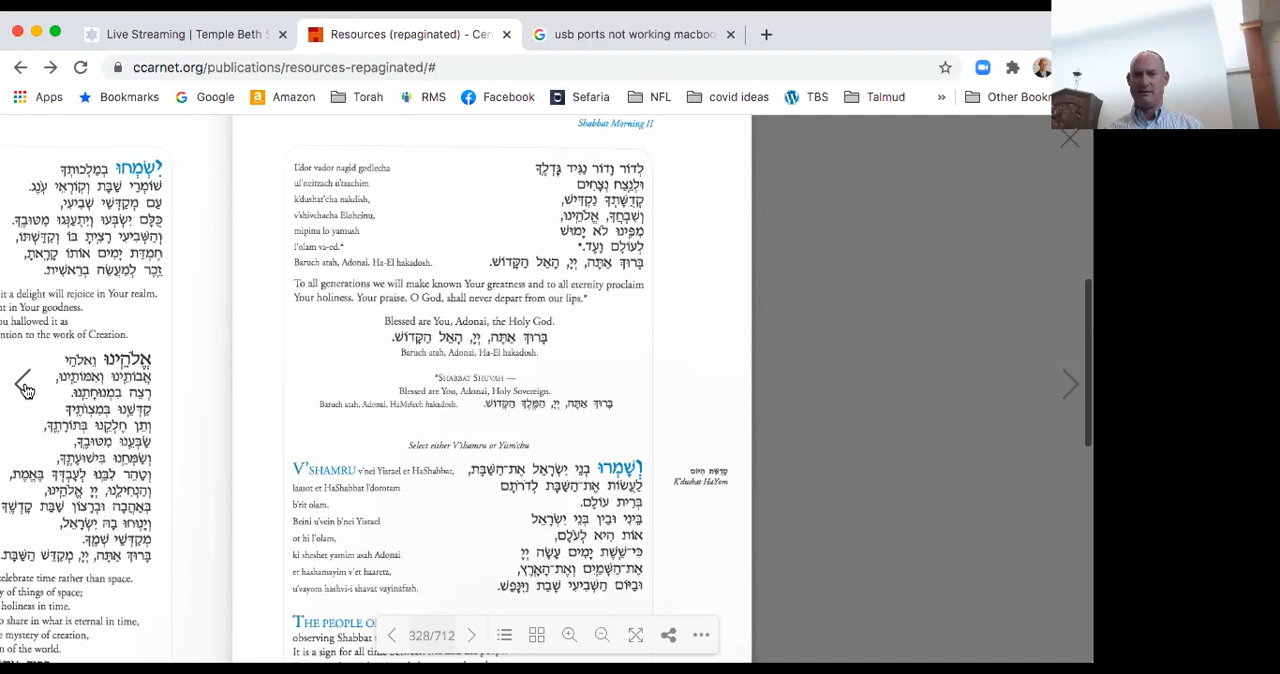 Live Streaming | Temple Beth S
Resources (repaginated) - Cen
usb ports not working macboo
ccarnet.org/publications/resources-repaginated/#
Apps Bookmarks Google Amazon Torah RMS Facebook Sefaria NFL covid ideas TBS Talmud » Other Boo
Shabbat Morning II
יִשְׂמְחוּ בְמַלְכוּתְךָ
שׁוֹמְרֵי שַׁבָּת וְקוֹרְאֵי עֹֽנֶג.
עַם מְקַדְּשֵׁי שְׁבִיעִי,
כֻּלָּם יִשְׂבְּעוּ וְיִתְעַנְּגוּ מִטּוּבֶֽךָ.
וְהַשְּׁבִיעִי רָצִֽיתָ בּוֹ וְקִדַּשְׁתּוֹ,
חֶמְדַּת יָמִים אוֹתוֹ קָרָֽאתָ,
זֵֽכֶר לְמַעֲשֵׂה בְרֵאשִׁית.
it a delight will rejoice in Your realm.
ht in Your goodness.
ou hallowed it as
ntion to the work of Creation.
אֱלֹהֵֽינוּ וֵאלֹהֵי
אֲבוֹתֵֽינוּ וְאִמּוֹתֵֽינוּ,
רְצֵה בִמְנוּחָתֵֽנוּ.
קַדְּשֵֽׁנוּ בְּמִצְוֹתֶֽיךָ
וְתֵן חֶלְקֵֽנוּ בְּתוֹרָתֶֽךָ,
שַׂבְּעֵֽנוּ מִטּוּבֶֽךָ,
וְשַׂמְּחֵֽנוּ בִּישׁוּעָתֶֽךָ,
וְטַהֵר לִבֵּֽנוּ לְעָבְדְּךָ בֶּאֱמֶת,
וְהַנְחִילֵֽנוּ, יְיָ אֱלֹהֵֽינוּ,
בְּאַהֲבָה וּבְרָצוֹן שַׁבַּת קָדְשֶֽׁךָ
וְיָנֽוּחוּ בָהּ יִשְׂרָאֵל,
מְקַדְּשֵׁי שְׁמֶֽךָ.
בָּרוּךְ אַתָּה, יְיָ, מְקַדֵּשׁ הַשַּׁבָּת.
elebrate time rather than space.
y of things of space;
holiness in time.
o share in what is eternal in time,
e mystery of creation,
n of the world.
L'dor vador nagid godlecha לְדוֹר וָדוֹר נַגִּיד גָּדְלֶֽךָ
ul'neitzach n'tzachim וּלְנֵֽצַח נְצָחִים
k'dushat'cha nakdish, קְדֻשָּׁתְךָ נַקְדִּישׁ,
v'shivchacha Eloheinu, וְשִׁבְחֲךָ, אֱלֹהֵֽינוּ,
mipinu lo yamush מִפִּֽינוּ לֹא יָמוּשׁ
l'olam va-ed.* לְעוֹלָם וָעֶד.*
Baruch atah, Adonai, Ha-El hakadosh. בָּרוּךְ אַתָּה, יְיָ, הָאֵל הַקָּדוֹשׁ.
To all generations we will make known Your greatness and to all eternity proclaim
Your holiness. Your praise, O God, shall never depart from our lips.*
Blessed are You, Adonai, the Holy God.
בָּרוּךְ אַתָּה, יְיָ, הָאֵל הַקָּדוֹשׁ.
Baruch atah, Adonai, Ha-El hakadosh.
*SHABBAT SHUVAH —
Blessed are You, Adonai, Holy Sovereign.
Baruch atah, Adonai, HaMelech hakadosh. בָּרוּךְ אַתָּה, יְיָ, הַמֶּֽלֶךְ הַקָּדוֹשׁ.
Select either V'shamru or Yism'chu
V'SHAMRU v'nei Yisrael et HaShabbat, וְשָׁמְרוּ בְנֵי יִשְׂרָאֵל אֶת־הַשַּׁבָּת,
laasot et HaShabbat l'dorotam לַעֲשׂוֹת אֶת־הַשַּׁבָּת לְדֹרֹתָם
b'rit olam. בְּרִית עוֹלָם.
Beini u'vein b'nei Yisrael בֵּינִי וּבֵין בְּנֵי יִשְׂרָאֵל
ot hi l'olam, אוֹת הִיא לְעֹלָם,
ki sheshet yamim asah Adonai כִּי־שֵֽׁשֶׁת יָמִים עָשָׂה יְיָ
et hashamayim v'et haaretz, אֶת־הַשָּׁמַֽיִם וְאֶת־הָאָֽרֶץ,
u'vayom hashvi-i shavat vayinafash. וּבַיּוֹם הַשְּׁבִיעִי שָׁבַת וַיִּנָּפַשׁ.
קְדֻשַּׁת הַיּוֹם
K'dushat HaYom
THE PEOPLE OF
observing Shabbat
It is a sign for all time
328/712